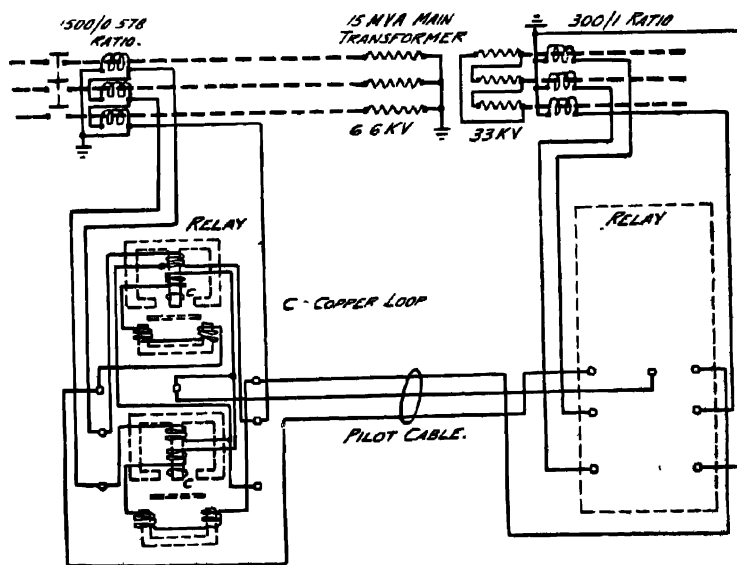 1500/0.578
RATIO.
15 MVA MAIN
TRANSFORMER
300/1 RATIO
6.6KV
33KV
RELAY
RELAY
C
C - COPPER LOOP
PILOT CABLE.
C